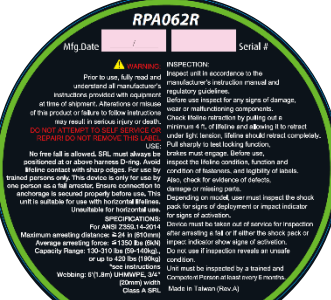 RPA062R
Mfg.Date / Serial #
WARNING
Prior to use, fully read and
understand all manufacturer's
instructions provided with equipment
at time of shipment. Alterations or misuse
of this product or failure to follow instructions
may result in serious injury or death.
DO NOT ATTEMPT TO SELF SERVICE OR
REPAIR! DO NOT REMOVE THIS LABEL
USE:
No free fall is allowed. SRL must always be
positioned at or above harness D-ring. Avoid
lifeline contact with sharp edges. For use by
trained persons only. This device is only for use by
one person as a fall arrester. Ensure connection to
anchorage is secured properly before use. This
unit is suitable for use with horizontal lifelines.
Unsuitable for horizontal use.
SPECIFICATIONS:
For ANSI Z359.14-2014
Maximum arresting distance: ≤ 24 in (610mm)
Average arresting force: ≤ 1350 lbs (6kN)
Capacity Range: 130-310 lbs (59-140kg).,
or up to 420 lbs (190kg)
*see instructions
Webbing: 6'(1.8m) UHMWPE, 3/4"
(20mm) width
Class A SRL
INSPECTION:
Inspect unit in accordance to the
manufacturer's instruction manual and
regulatory guidelines.
Before use inspect for any signs of damage,
wear or malfunctioning components.
Check lifeline retraction by pulling out a
minimum 4 ft. of lifeline and allowing it to retract
under light tension, lifeline should retract completely.
Pull sharply to test locking function,
brakes must engage. Before use,
inspect the lifeline condition, function and
condition of fasteners, and legibility of labels.
Also, check for evidence of defects,
damage or missing parts.
Depending on model, user must inspect the shock
pack for signs of deployment or impact indicator
for signs of activation.
Device must be taken out of service for inspection
after arresting a fall or if either the shock pack or
impact indicator show signs of activation.
Do not use if inspection reveals an unsafe
condition.
Unit must be inspected by a trained and
Competent Person at least every 6 months.
Made in Taiwan (Rev.A)